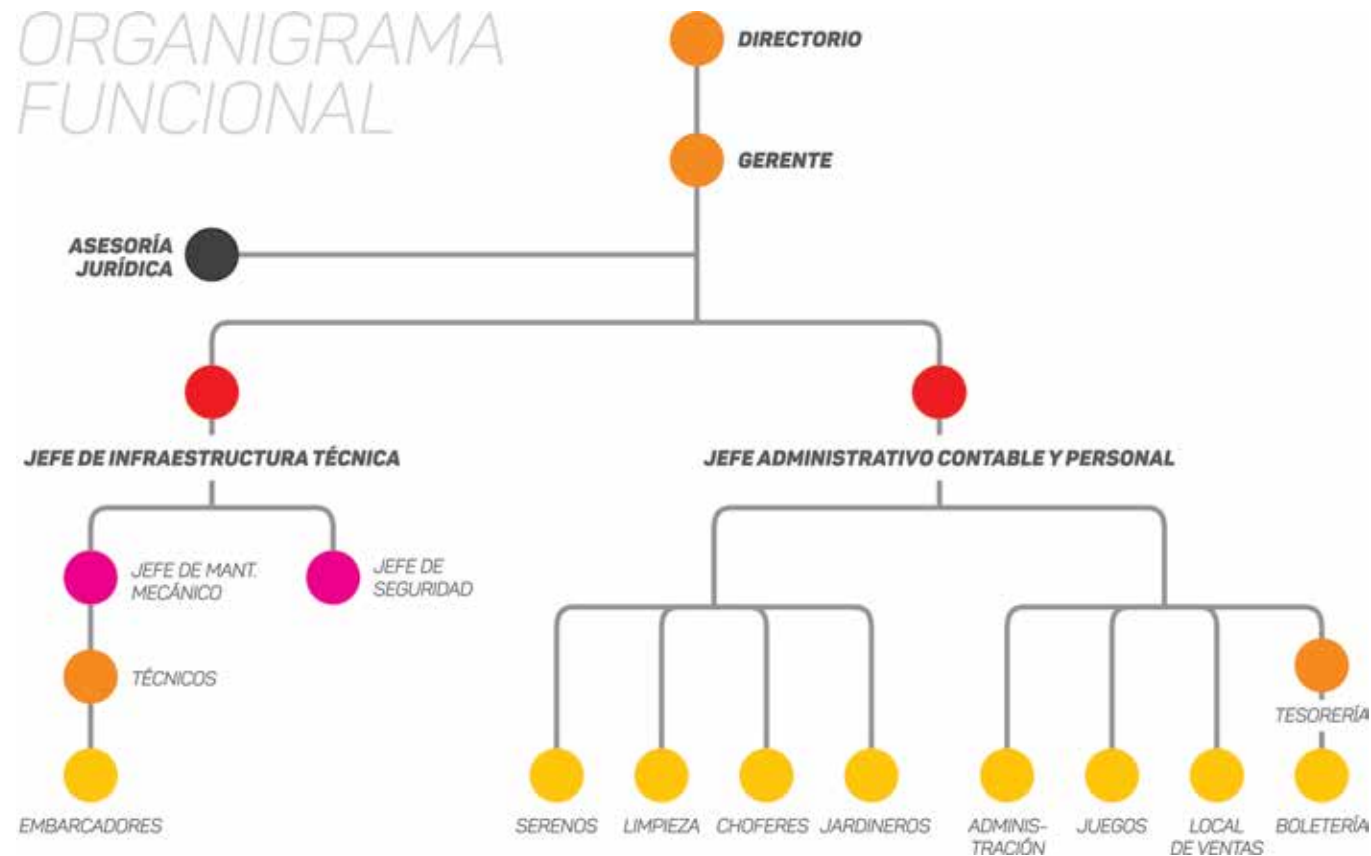 ORGANIGRAMA
FUNCIONAL
DIRECTORIO
GERENTE
ASESORÍA
JURÍDICA
JEFE DE INFRAESTRUCTURA TÉCNICA
JEFE ADMINISTRATIVO CONTABLE Y PERSONAL
JEFE DE MANT.
MECÁNICO
JEFE DE
SEGURIDAD
TÉCNICOS
TESORERÍA
EMBARCADORES
SERENOS
LIMPIEZA
CHOFERES
JARDINEROS
ADMINIS-
TRACIÓN
JUEGOS
LOCAL
DE VENTAS
BOLETERÍA